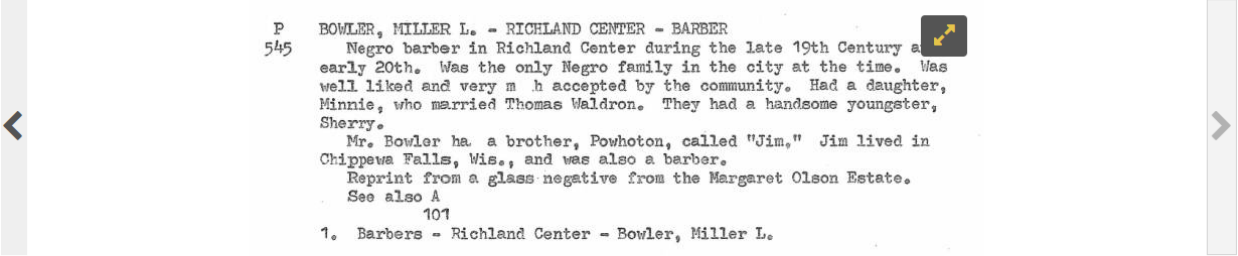 P BOWLER, MILLER L. - RICHLAND CENTER - BARBER
545 Negro barber in Richland Center during the late 19th Century
early 20th. Was the only Negro family in the city at the time. Was
well liked and very m h accepted by the community. Had a daughter,
Minnie, who married Thomas Waldron. They had a handsome youngster,
Sherry.
Mr. Bowler ha a brother, Powhoton, called "Jim." Jim lived in
Chippewa Falls, Wis., and was also a barber.
Reprint from a glass negative from the Margaret Olson Estate.
See also A
101
1. Barbers - Richland Center - Bowler, Miller L.